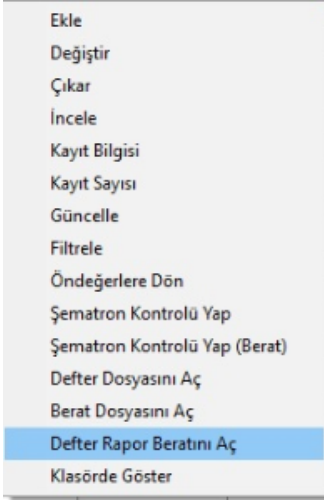 Ekle
Değiştir
Çıkar
İncele
Kayıt Bilgisi
Kayıt Sayısı
Güncelle
Filtrele
Öndeğerlere Dön
Şematron Kontrolü Yap
Şematron Kontrolü Yap (Berat)
Defter Dosyasını Aç
Berat Dosyasını Aç
Defter Rapor Beratını Aç
Klasörde Göster